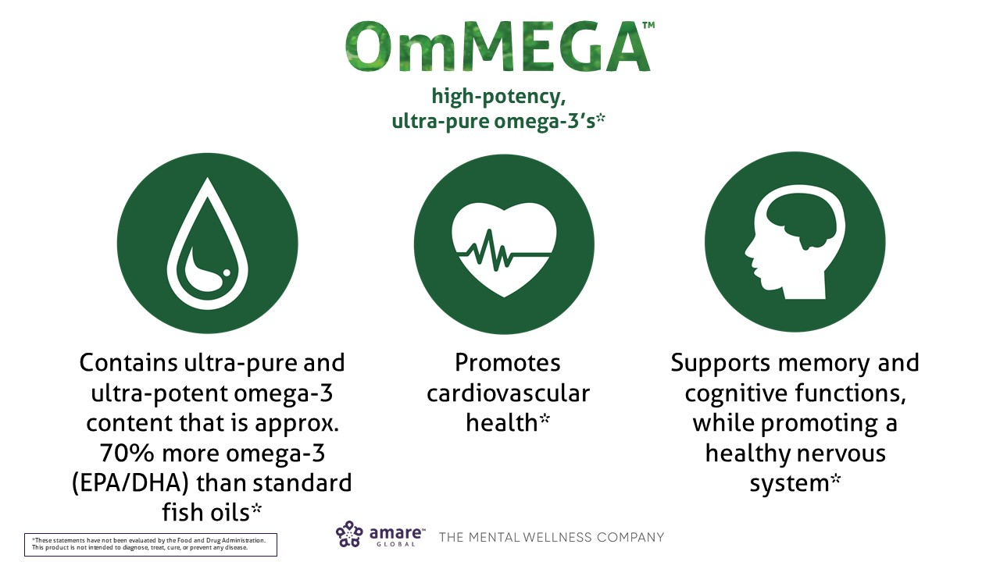 OmMEGA™
high-potency,
ultra-pure omega-3's*
Contains ultra-pure and
ultra-potent omega-3
content that is approx.
70% more omega-3
(EPA/DHA) than standard
fish oils*
Promotes
cardiovascular
health*
Supports memory and
cognitive functions,
while promoting a
healthy nervous
system*
*These statements have not been evaluated by the Food and Drug Administration.
This product is not intended to diagnose, treat, cure, or prevent any disease.
amare™
GLOBAL
THE MENTAL WELLNESS COMPANY